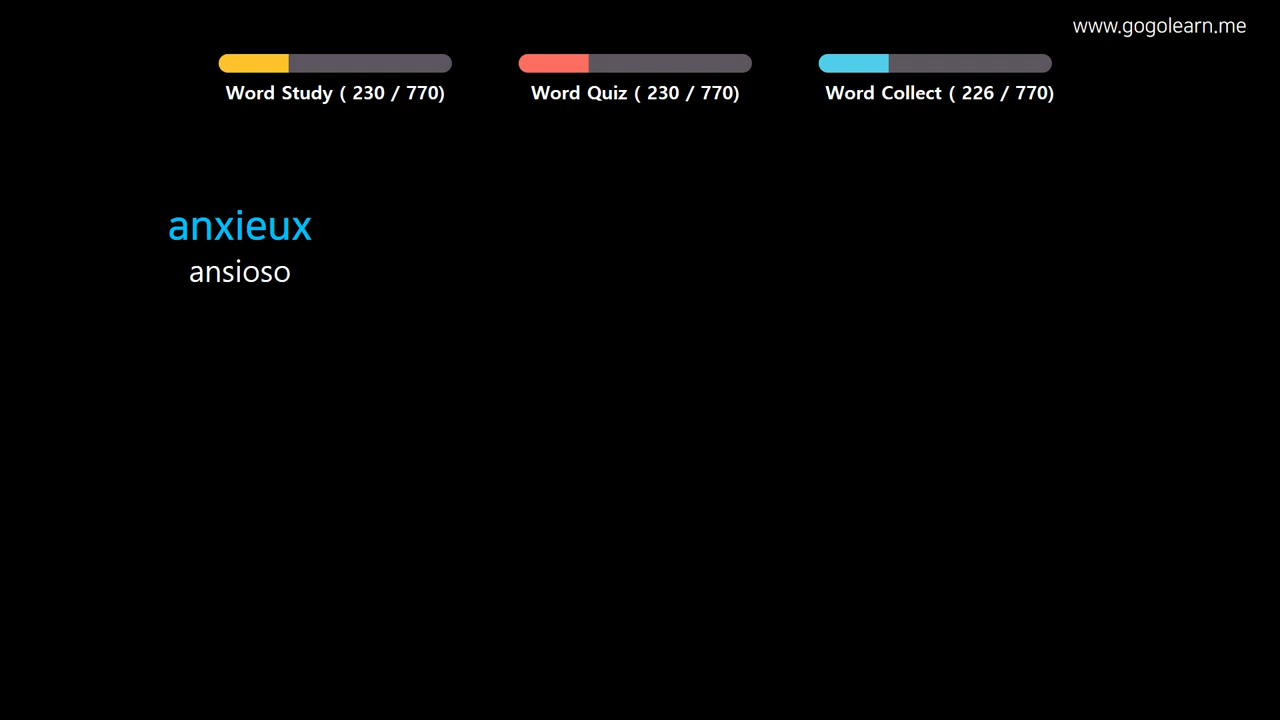 www.gogolearn.me
Word Study ( 230 / 770)
Word Quiz ( 230 / 770)
Word Collect ( 226 / 770)
anxieux
ansioso